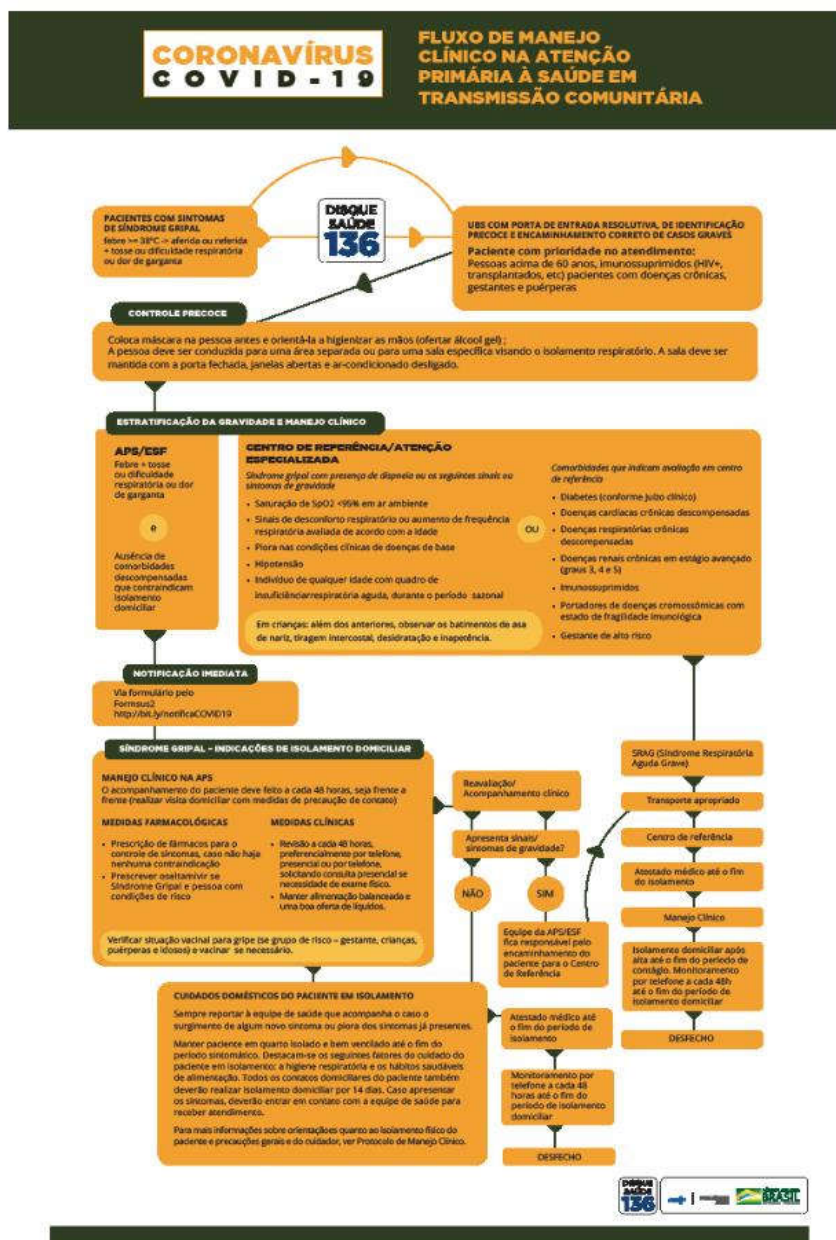 CORONAVÍRUS
COVID-19
FLUXO DE MANEJO
CLÍNICO NA ATENÇÃO
PRIMÁRIA À SAÚDE EM
TRANSMISSÃO COMUNITÁRIA
PACIENTES COM SINTOMAS
DE SÍNDROME GRIPAL
febre >= 38ºC -> aferida ou referida
+ tosse ou dificuldade respiratória
ou dor de garganta
DISQUE
SAÚDE
136
UBS COM PORTA DE ENTRADA RESOLUTIVA, DE IDENTIFICAÇÃO
PRECOCE E ENCAMINHAMENTO CORRETO DE CASOS GRAVES
Paciente com prioridade no atendimento:
Pessoas acima de 60 anos, imunossuprimidos (HIV+,
transplantados, etc) pacientes com doenças crônicas,
gestantes e puérperas
CONTROLE PRECOCE
Coloca máscara na pessoa antes e orientá-la a higienizar as mãos (ofertar álcool gel) ;
A pessoa deve ser conduzida para uma área separada ou para uma sala específica visando o isolamento respiratório. A sala deve ser
mantida com a porta fechada, janelas abertas e ar-condicionado desligado.
ESTRATIFICAÇÃO DA GRAVIDADE E MANEJO CLÍNICO
APS/ESF
Febre + tosse
ou dificuldade
respiratória ou dor
de garganta
e
Ausência de
comorbidades
descompensadas
que contraindicam
isolamento
domiciliar
CENTRO DE REFERÊNCIA/ATENÇÃO
ESPECIALIZADA
Síndrome gripal com presença de dispneia ou os seguintes sinais ou
sintomas de gravidade
• Saturação de SpO2 <95% em ar ambiente
• Sinais de desconforto respiratório ou aumento de frequência
respiratória avaliada de acordo com a idade
• Piora nas condições clínicas de doenças de base
• Hipotensão
• Indivíduo de qualquer idade com quadro de
insuficiênciarrespiratória aguda, durante o período sazonal
Em crianças: além dos anteriores, observar os batimentos de asa
de nariz, tiragem intercostal, desidratação e inapetência.
OU
Comorbidades que indicam avaliação em centro
de referência
• Diabetes (conforme juízo clínico)
• Doenças cardíacas crônicas descompensadas
• Doenças respiratórias crônicas
descompensadas
• Doenças renais crônicas em estágio avançado
(graus 3, 4 e 5)
• Imunossuprimidos
• Portadores de doenças cromossômicas com
estado de fragilidade imunológica
• Gestante de alto risco
NOTIFICAÇÃO IMEDIATA
Via formulário pelo
Formsus2
http://bit.ly/notificaCOVID19
SÍNDROME GRIPAL - INDICAÇÕES DE ISOLAMENTO DOMICILIAR
MANEJO CLÍNICO NA APS
O acompanhamento do paciente deve feito a cada 48 horas, seja frente a
frente (realizar visita domiciliar com medidas de precaução de contato)
MEDIDAS FARMACOLÓGICAS
• Prescrição de fármacos para o
controle de sintomas, caso não haja
nenhuma contraindicação
• Prescrever oseltamivir se
Síndrome Gripal e pessoa com
condições de risco
MEDIDAS CLÍNICAS
• Revisão a cada 48 horas,
preferencialmente por telefone,
presencial ou por telefone,
solicitando consulta presencial se
necessidade de exame físico.
• Manter alimentação balanceada e
uma boa oferta de líquidos.
Verificar situação vacinal para gripe (se grupo de risco – gestante, crianças,
puérperas e idosos) e vacinar se necessário.
Reavaliação/
Acompanhamento clínico
Apresenta sinais/
sintomas de gravidade?
NÃO
SIM
Equipe da APS/ESF
fica responsável pelo
encaminhamento do
paciente para o Centro
de Referência
SRAG (Síndrome Respiratória
Aguda Grave)
Transporte apropriado
Centro de referência
Atestado médico até o fim
do isolamento
Manejo Clínico
Isolamento domiciliar após
alta até o fim do período de
contágio. Monitoramento
por telefone a cada 48h
até o fim do período de
isolamento domiciliar
DESFECHO
CUIDADOS DOMÉSTICOS DO PACIENTE EM ISOLAMENTO
Sempre reportar à equipe de saúde que acompanha o caso o
surgimento de algum novo sintoma ou piora dos sintomas já presentes.
Manter paciente em quarto isolado e bem ventilado até o fim do
período sintomático. Destacam-se os seguintes fatores do cuidado do
paciente em isolamento: a higiene respiratória e os hábitos saudáveis
de alimentação. Todos os contatos domiciliares do paciente também
deverão realizar isolamento domiciliar por 14 dias. Caso apresentar
os sintomas, deverão entrar em contato com a equipe de saúde para
receber atendimento.
Para mais informações sobre orientações quanto ao isolamento físico do
paciente e precauções gerais e do cuidador, ver Protocolo de Manejo Clínico.
Atestado médico até
o fim do período de
isolamento
Monitoramento por
telefone a cada 48
horas até o fim do
período de isolamento
domiciliar
DESFECHO
DISQUE
SAÚDE
136
BRASIL